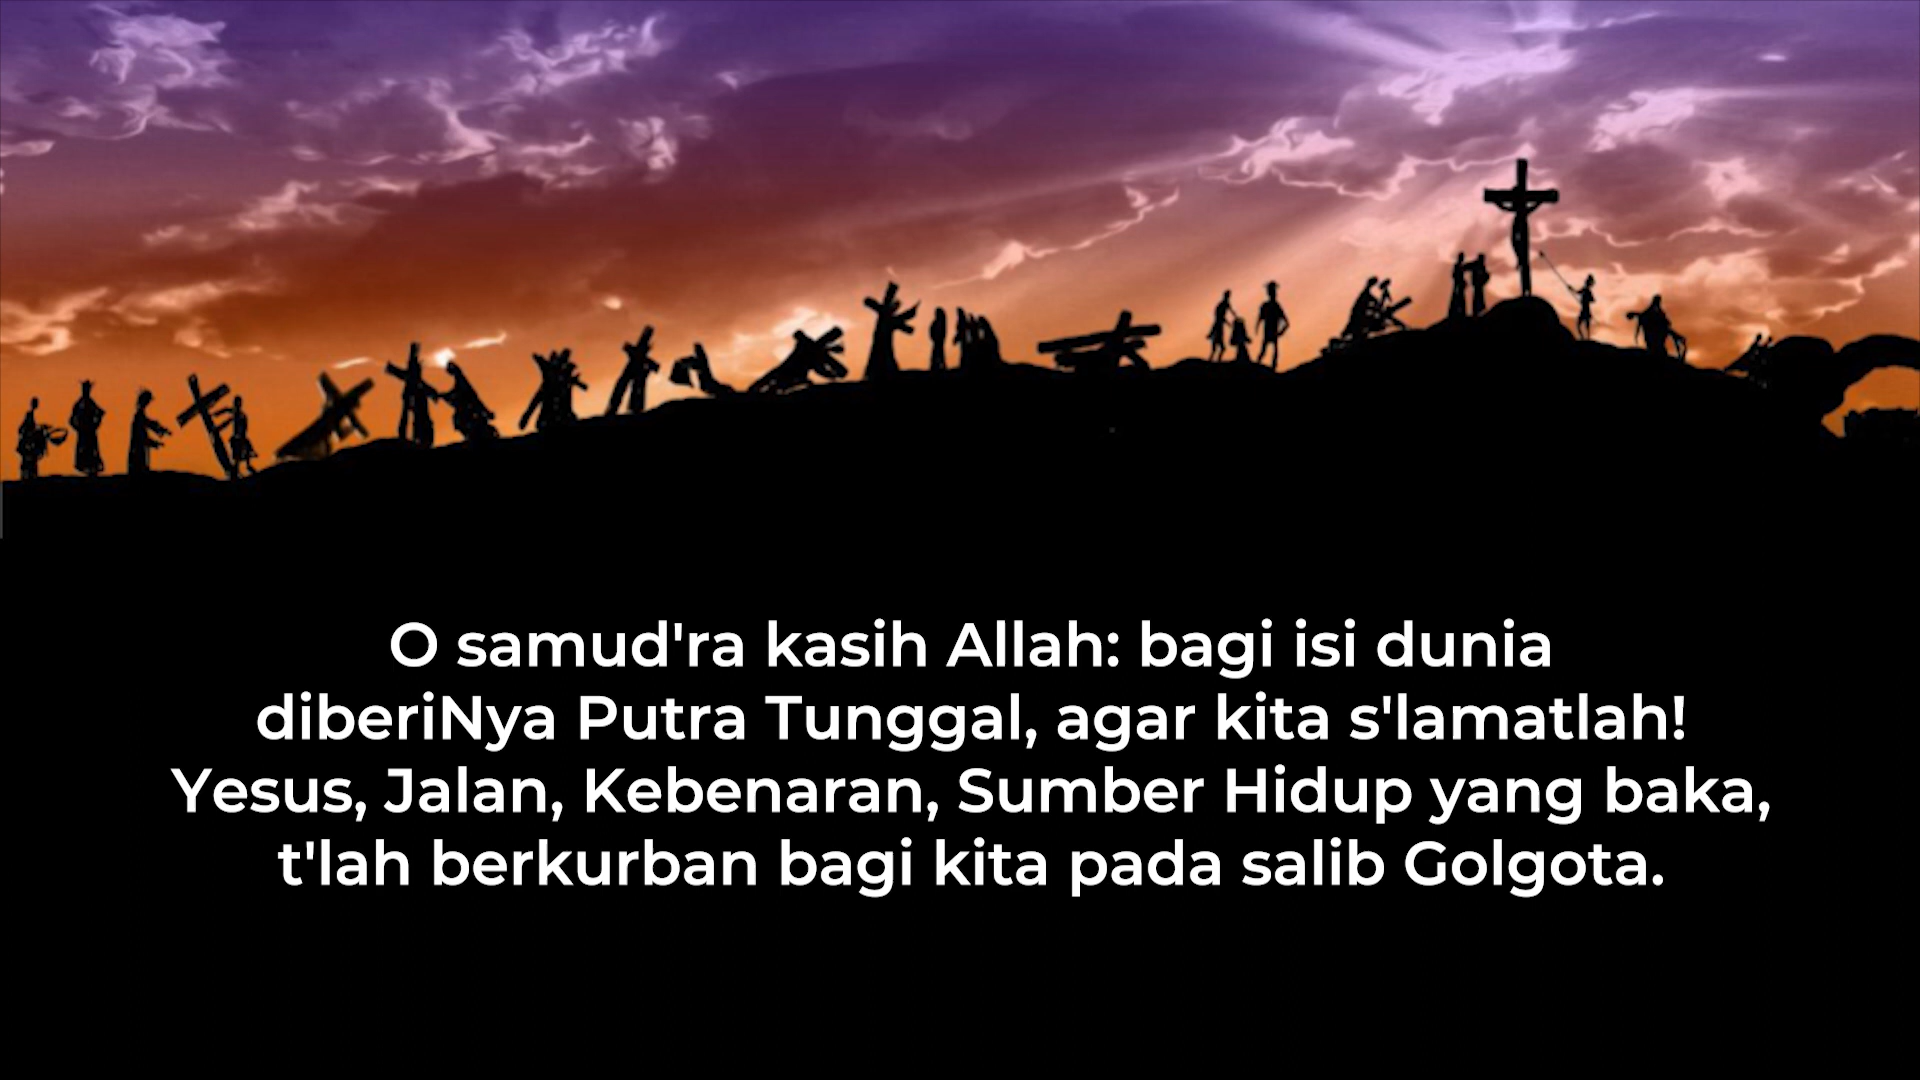 O samud'ra kasih Allah: bagi isi dunia
diberiNya Putra Tunggal, agar kita s'lamatlah!
Yesus, Jalan, Kebenaran, Sumber Hidup yang baka,
t'lah berkurban bagi kita pada salib Golgota.